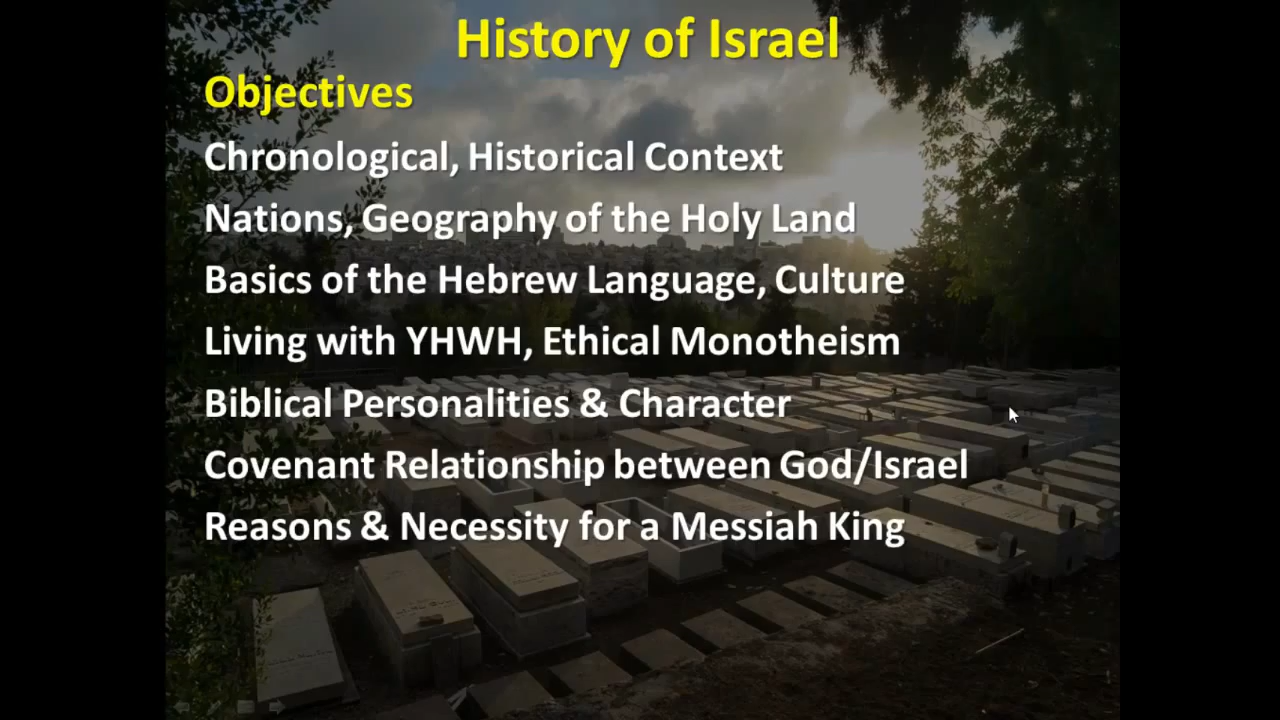 History of Israel
Objectives
Chronological, Historical Context
Nations, Geography of the Holy Land
Basics of the Hebrew Language, Culture
Living with YHWH, Ethical Monotheism
Biblical Personalities & Character
Covenant Relationship between God/Israel
Reasons & Necessity for a Messiah King